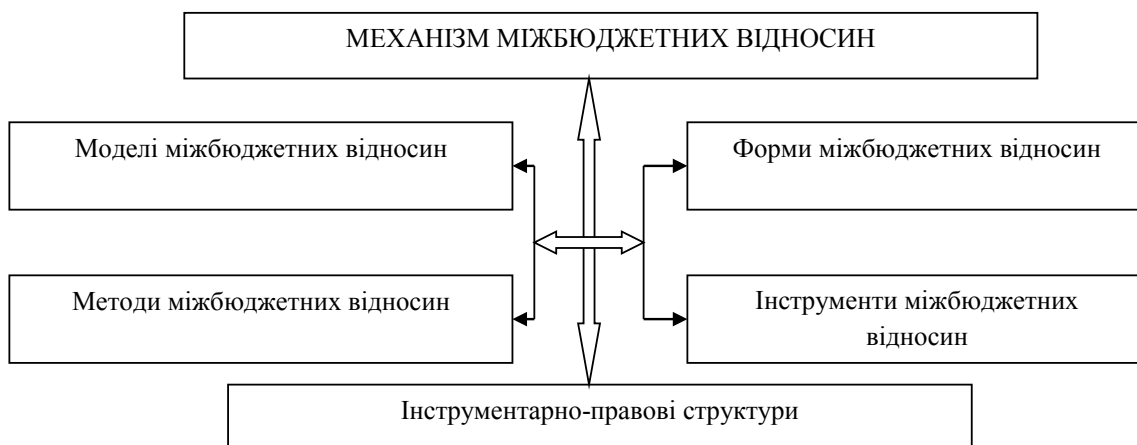 МЕХАНІЗМ МІЖБЮДЖЕТНИХ ВІДНОСИН
Моделі міжбюджетних відносин
Форми міжбюджетних відносин
Методи міжбюджетних відносин
Інструменти міжбюджетних
відносин
Інструментарно-правові структури